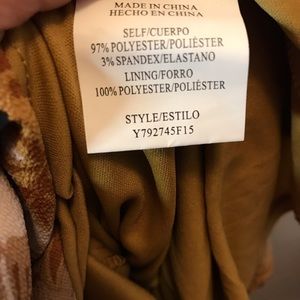 MADE IN CHINA
HECHO EN CHINA
SELF/CUERPO
97% POLYESTER/POLIÉSTER
3% SPANDEX/ELASTANO
LINING/FORRO
100% POLYESTER/POLIÉSTER
STYLE/ESTILO
Y792745F15